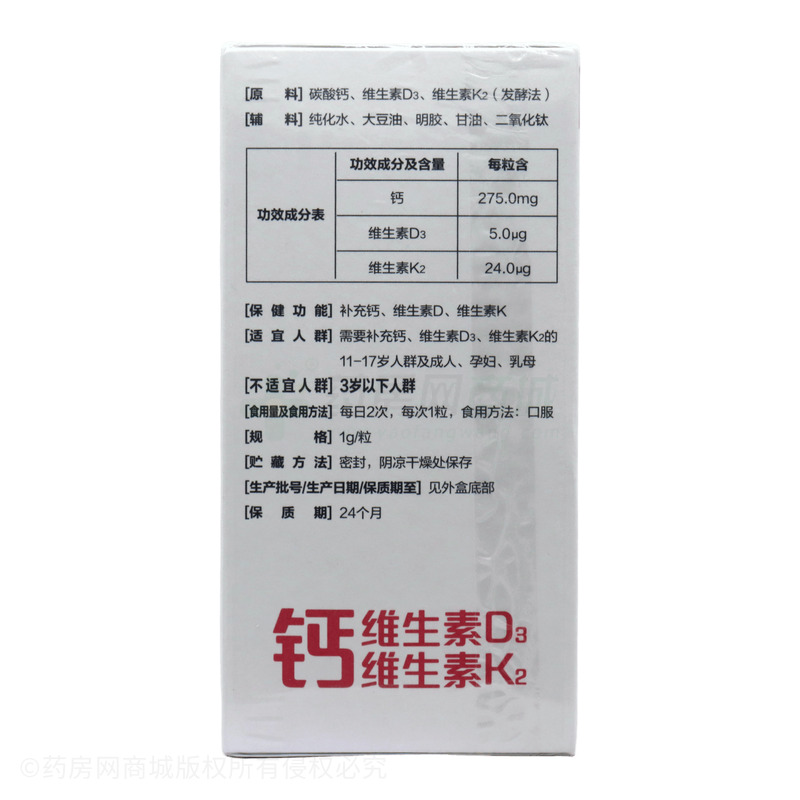 [原 料] 碳酸钙、维生素D3、维生素K2（发酵法）
[辅 料] 纯化水、大豆油、明胶、甘油、二氧化钛
功效成分表
功效成分及含量 每粒含
钙 275.0mg
维生素D3 5.0μg
维生素K2 24.0μg
[保健功能] 补充钙、维生素D、维生素K
[适宜人群] 需要补充钙、维生素D3、维生素K2的
11-17岁人群及成人、孕妇、乳母
[不适宜人群] 3岁以下人群
[食用量及食用方法] 每日2次，每次1粒，食用方法：口服
[规 格] 1g/粒
[贮藏方法] 密封，阴凉干燥处保存
[生产批号/生产日期/保质期至] 见外盒底部
[保 质 期] 24个月
钙 维生素D3
维生素K2
©药房网商城版权所有侵权必究